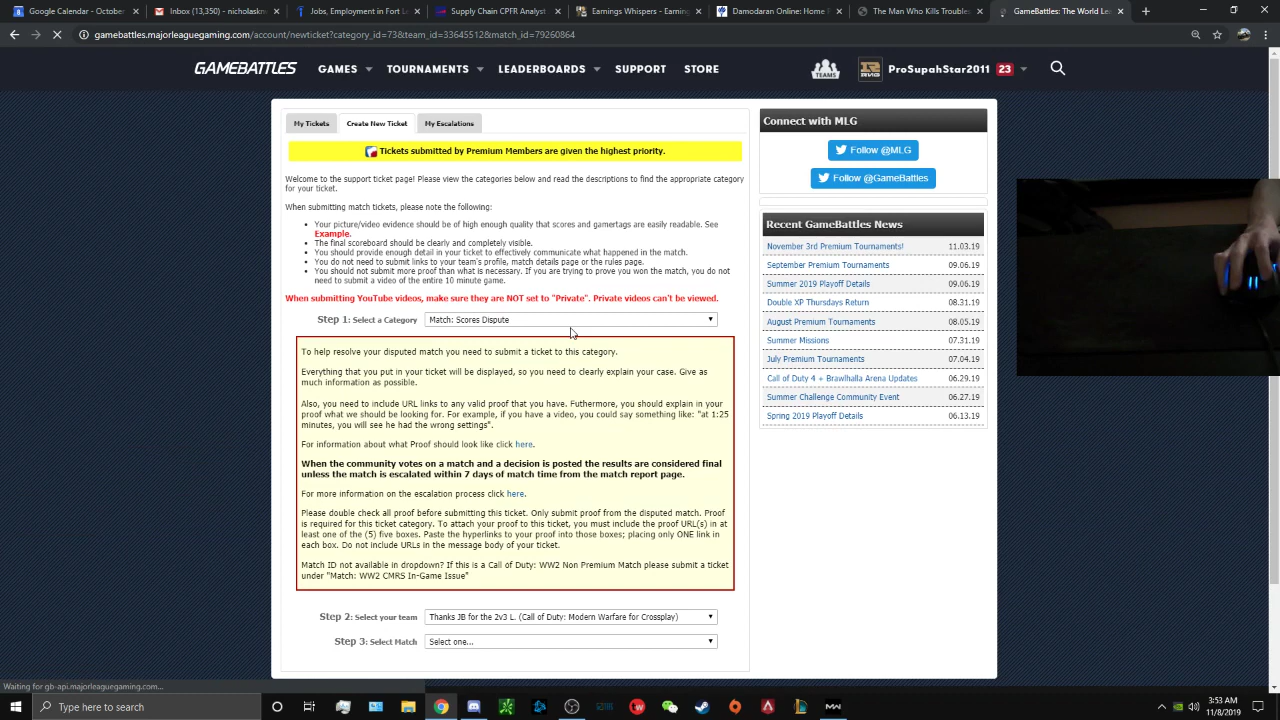 Google Calendar - October
Inbox (13,350) - nicholaskn
Jobs, Employment in Fort L
Supply Chain CPFR Analyst
Earnings Whispers - Earning
Damodaran Online: Home F
The Man Who Kills Troubles
GameBattles: The World Le
gamebattles.majorleaguegaming.com/account/newticket?category_id=73&team_id=33645512&match_id=79260864
GAMEBATTLES
GAMES
TOURNAMENTS
LEADERBOARDS
SUPPORT
STORE
TEAMS
RNG
ProSupahStar2011
23
My Tickets
Create New Ticket
My Escalations
Tickets submitted by Premium Members are given the highest priority.
Welcome to the support ticket page! Please view the categories below and read the descriptions to find the appropriate category
for your ticket.
When submitting match tickets, please note the following:
Your picture/video evidence should be of high enough quality that scores and gamertags are easily readable. See
Example.
The final scoreboard should be clearly and completely visible.
You should provide enough detail in your ticket to effectively communicate what happened in the match.
You do not need to submit links to your team's profile, match details page or the rules page.
You should not submit more proof than what is necessary. If you are trying to prove you won the match, you do not
need to submit a video of the entire 10 minute game.
When submitting YouTube videos, make sure they are NOT set to "Private". Private videos can't be viewed.
Step 1: Select a Category
Match: Scores Dispute
To help resolve your disputed match you need to submit a ticket to this category.
Everything that you put in your ticket will be displayed, so you need to clearly explain your case. Give as
much information as possible.
Also, you need to include URL links to any valid proof that you have. Futhermore, you should explain in your
proof what we should be looking for. For example, if you have a video, you could say something like: "at 1:25
minutes, you will see he had the wrong settings".
For information about what Proof should look like click here.
When the community votes on a match and a decision is posted the results are considered final
unless the match is escalated within 7 days of match time from the match report page.
For more information on the escalation process click here.
Please double check all proof before submitting this ticket. Only submit proof from the disputed match. Proof
is required for this ticket category. To attach your proof to this ticket, you must include the proof URL(s) in at
least one of the (5) five boxes. Paste the hyperlinks to your proof into those boxes; placing only ONE link in
each box. Do not include URLs in the message body of your ticket.
Match ID not available in dropdown? If this is a Call of Duty: WW2 Non Premium Match please submit a ticket
under "Match: WW2 CMRS In-Game Issue"
Step 2: Select your team
Thanks JB for the 2v3 L. (Call of Duty: Modern Warfare for Crossplay)
Step 3: Select Match
Select one...
Connect with MLG
Follow @MLG
Follow @GameBattles
Recent GameBattles News
November 3rd Premium Tournaments! 11.03.19
September Premium Tournaments 09.06.19
Summer 2019 Playoff Details 09.06.19
Double XP Thursdays Return 08.31.19
August Premium Tournaments 08.05.19
Summer Missions 07.31.19
July Premium Tournaments 07.04.19
Call of Duty 4 + Brawlhalla Arena Updates 06.29.19
Summer Challenge Community Event 06.27.19
Spring 2019 Playoff Details 06.13.19
Waiting for gb-api.majorleaguegaming.com...
Type here to search
3:53 AM
11/8/2019